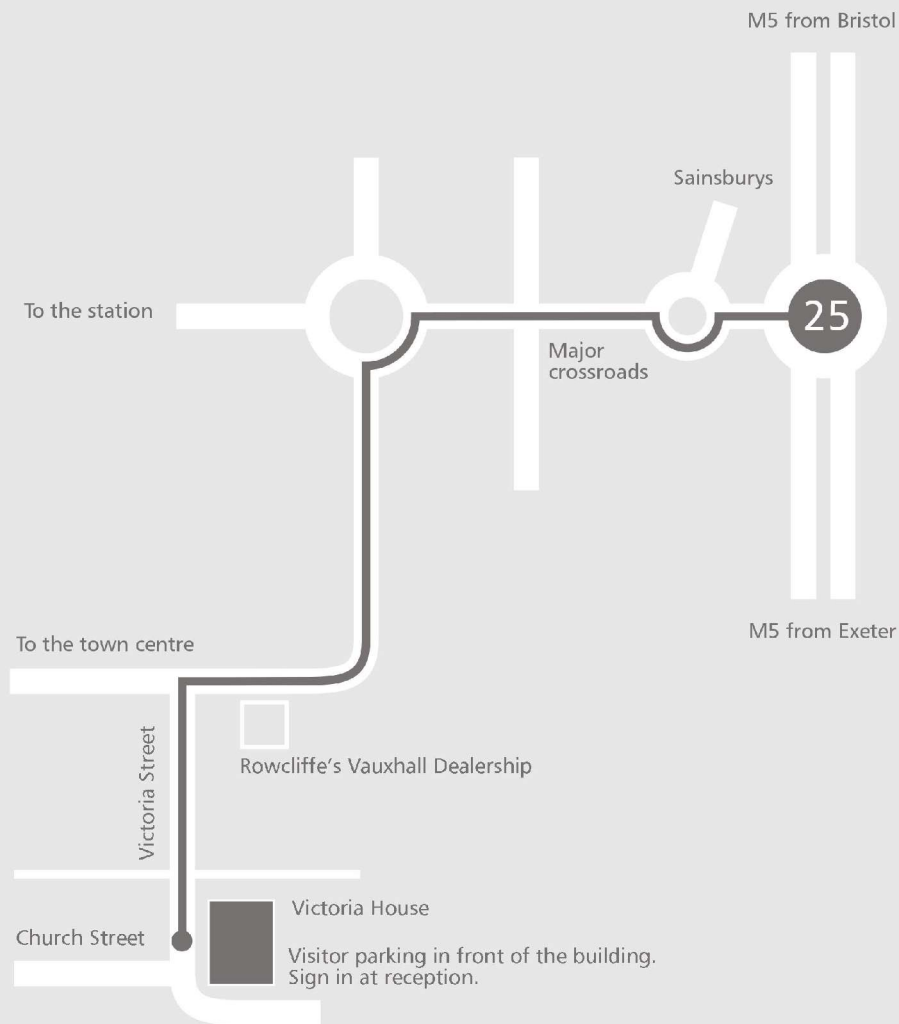 M5 from Bristol
Sainsburys
To the station
25
Major
crossroads
M5 from Exeter
To the town centre
Victoria Street
Rowcliffe's Vauxhall Dealership
Victoria House
Church Street
Visitor parking in front of the building.
Sign in at reception.